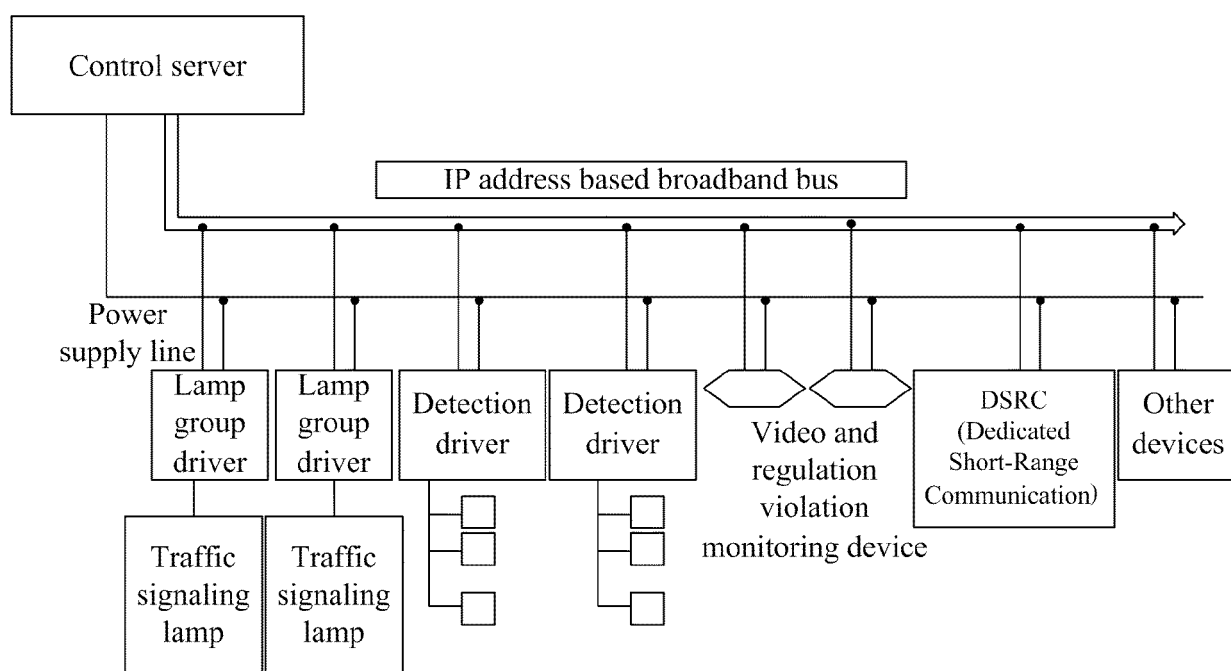 Control server
IP address based broadband bus
Power
supply line
Lamp
group
driver
Lamp
group
driver
Detection
driver
Detection
driver
Video and
regulation
violation
monitoring device
DSRC
(Dedicated
Short-Range
Communication)
Other
devices
Traffic
signaling
lamp
Traffic
signaling
lamp